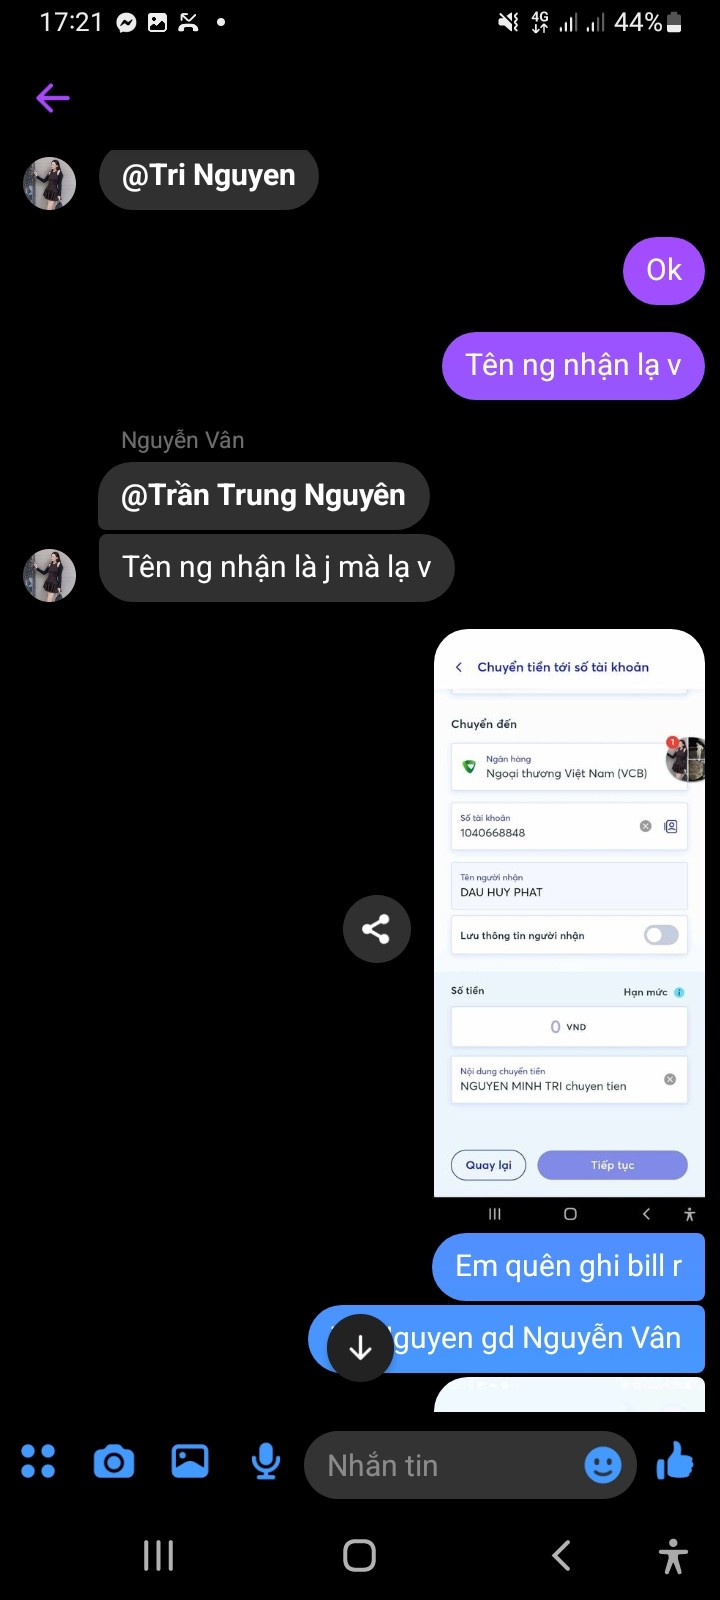 17:21
4G 44%
@Tri Nguyen
Ok
Tên ng nhận lạ v
Nguyễn Vân
@Trần Trung Nguyên
Tên ng nhận là j mà lạ v
Chuyển tiền tới số tài khoản
Chuyển đến
Ngân hàng
Ngoại thương Việt Nam (VCB)
1
Số tài khoản
1040668848
Tên người nhận
DAU HUY PHAT
Lưu thông tin người nhận
Số tiền Hạn mức
0 VND
Nội dung chuyển tiền
NGUYEN MINH TRI chuyen tien
Quay lại Tiếp tục
Em quên ghi bill r
gd Nguyễn Vân
Nhắn tin